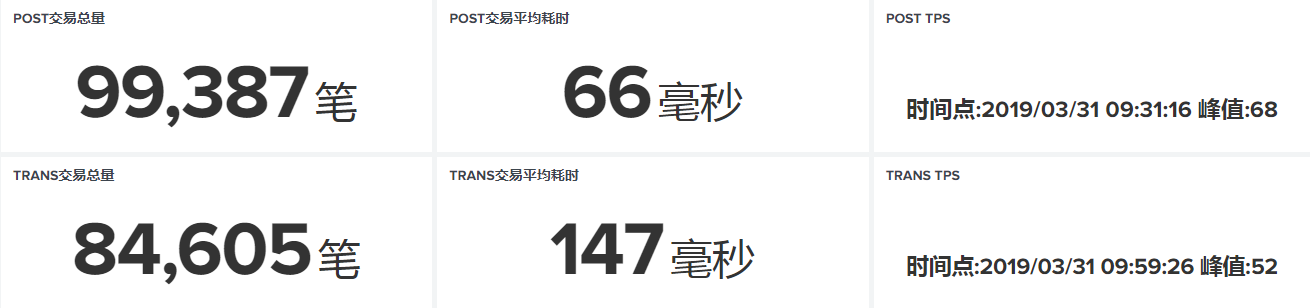 POST交易总量
POST交易平均耗时
POST TPS
99,387笔
66毫秒
时间点:2019/03/31 09:31:16 峰值:68
TRANS交易总量
TRANS交易平均耗时
TRANS TPS
84,605笔
147毫秒
时间点:2019/03/31 09:59:26 峰值:52